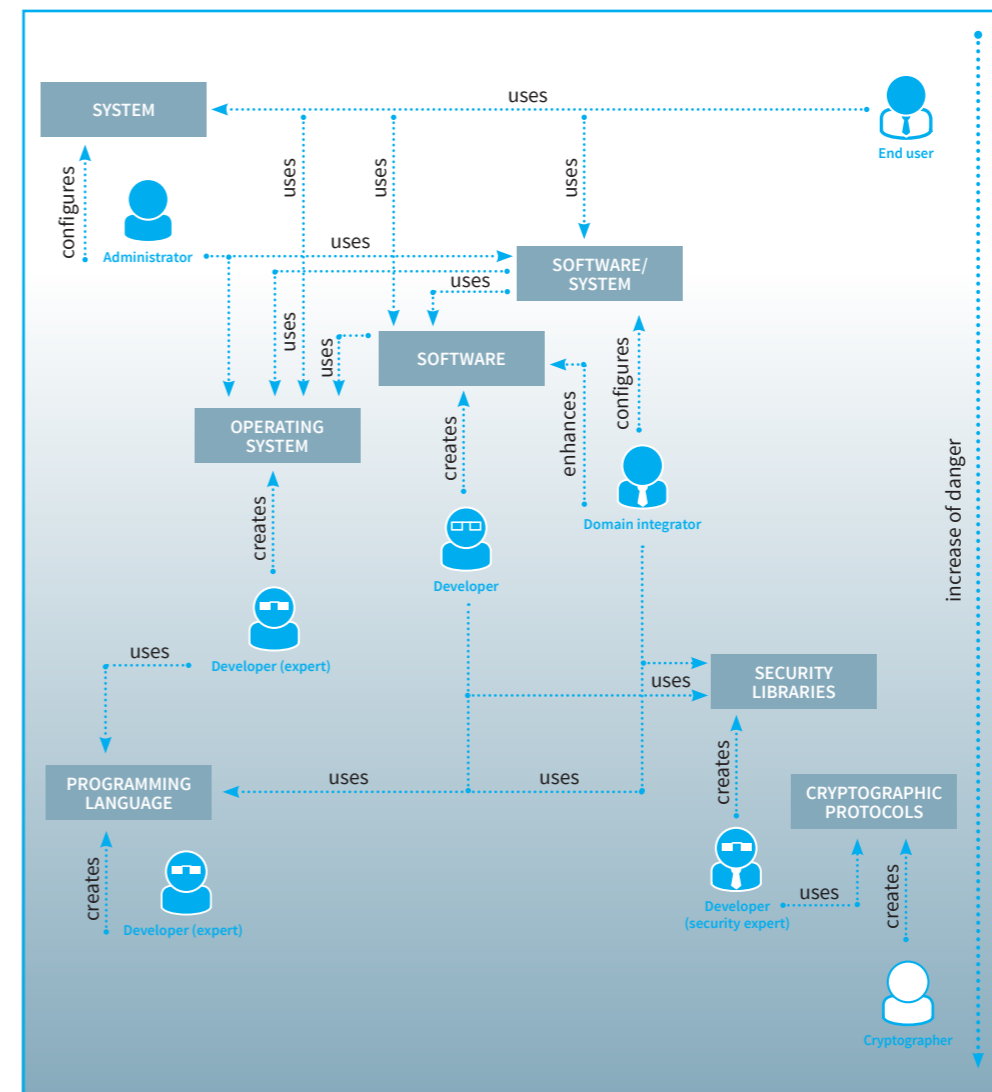 uses
SYSTEM
End user
configures
uses
uses
uses
Administrator
uses
SOFTWARE/
SYSTEM
uses
uses
uses
SOFTWARE
configures
enhances
creates
OPERATING
SYSTEM
increase of danger
creates
Domain integrator
Developer
uses
Developer (expert)
SECURITY
LIBRARIES
uses
creates
PROGRAMMING
LANGUAGE
uses
uses
CRYPTOGRAPHIC
PROTOCOLS
creates
creates
uses
Developer
(security expert)
Developer (expert)
Cryptographer